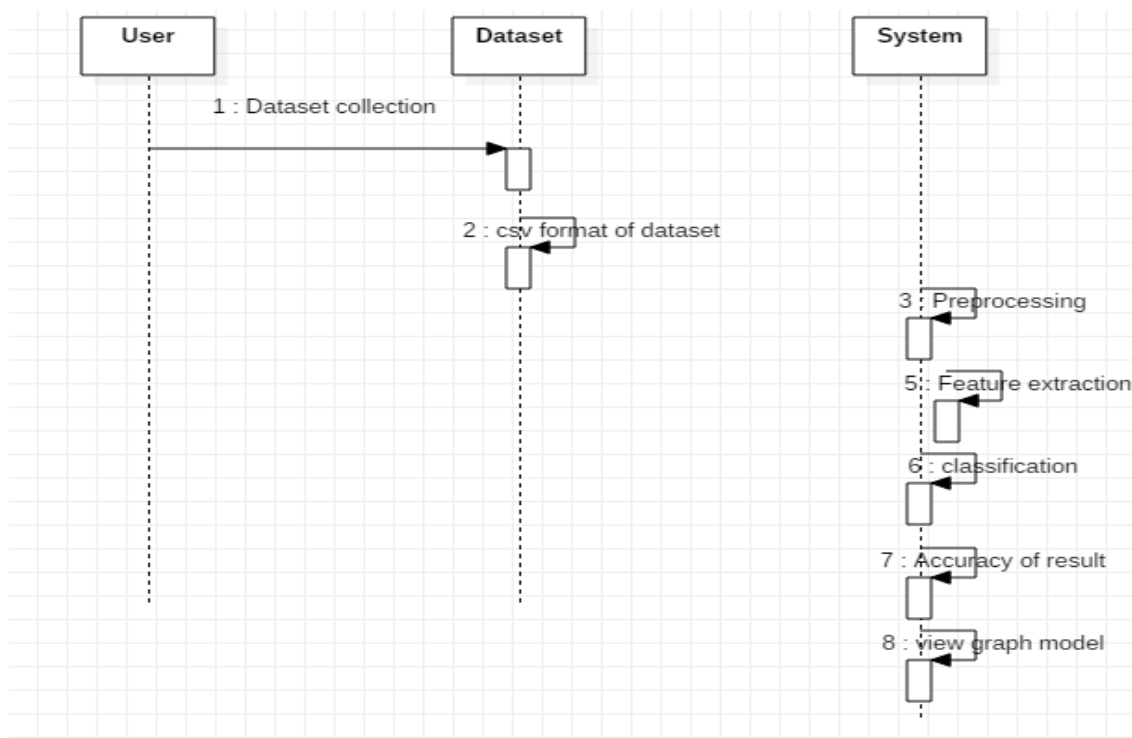 User
Dataset
System
1 : Dataset collection
2 : csv format of dataset
3 : Preprocessing
5 : Feature extraction
6 : classification
7 : Accuracy of result
8 : view graph model